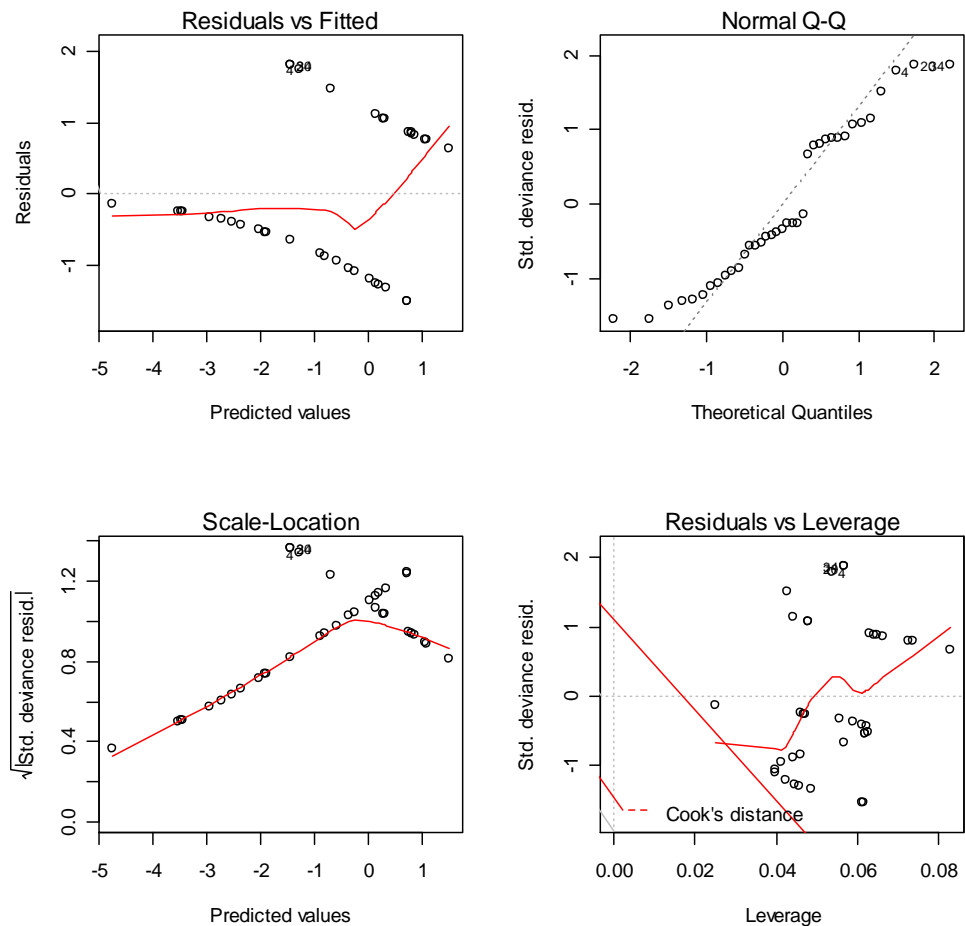 Residuals vs Fitted
Residuals
2
1
0
-1
4
-5 -4 -3 -2 -1 0 1
Predicted values
Normal Q-Q
Std. deviance resid.
2
1
0
-1
4
-2 -1 0 1 2
Theoretical Quantiles
Scale-Location
√|Std. deviance resid.|
1.2
0.8
0.4
0.0
4
-5 -4 -3 -2 -1 0 1
Predicted values
Residuals vs Leverage
Std. deviance resid.
2
1
0
-1
4
Cook's distance
0.00 0.02 0.04 0.06 0.08
Leverage